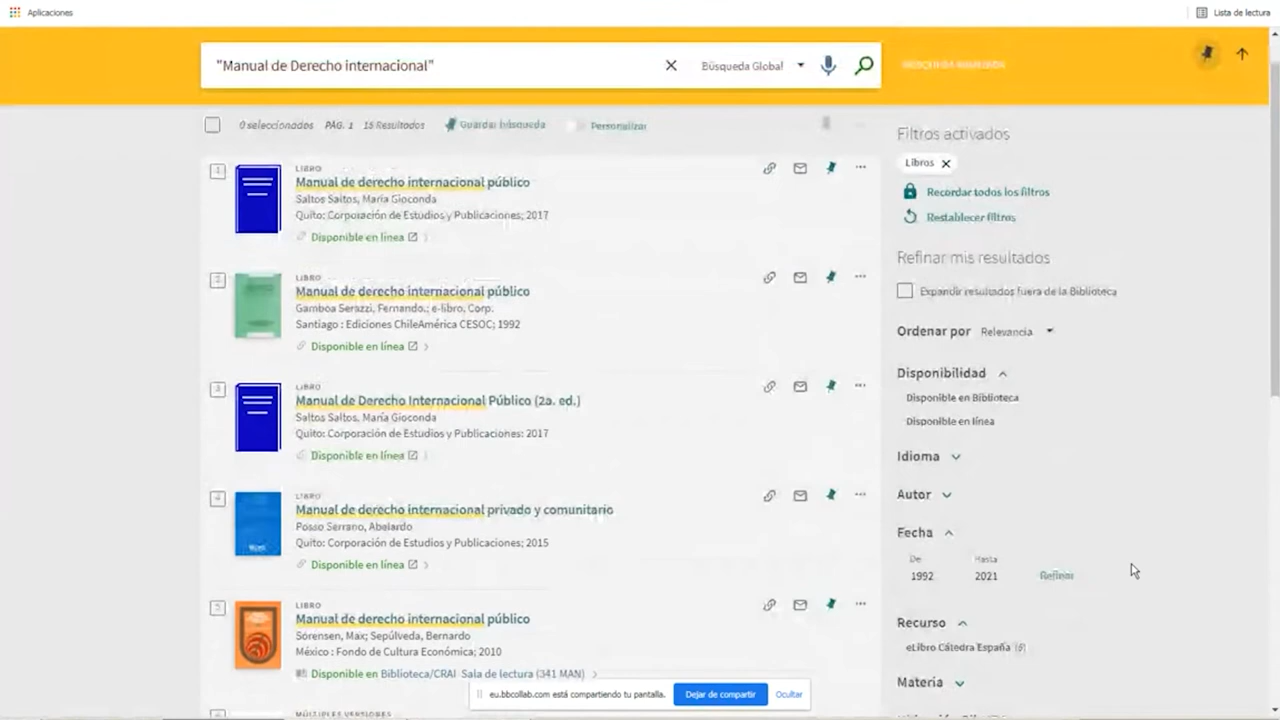 Aplicaciones
Lista de lectura
"Manual de Derecho internacional"
Búsqueda Global
0 seleccionados PÁG. 1 15 Resultados Guardar búsqueda Personalizar
LIBRO
Manual de derecho internacional público
Saltos Saltos, María Gioconda
Quito: Corporación de Estudios y Publicaciones; 2017
Disponible en línea
LIBRO
Manual de derecho internacional público
Gamboa Serazzi, Fernando.; e-libro, Corp.
Santiago : Ediciones ChileAmérica CESOC; 1992
Disponible en línea
LIBRO
Manual de Derecho Internacional Público (2a. ed.)
Saltos Saltos, María Gioconda
Quito: Corporación de Estudios y Publicaciones; 2017
Disponible en línea
LIBRO
Manual de derecho internacional privado y comunitario
Posso Serrano, Abelardo
Quito: Corporación de Estudios y Publicaciones; 2015
Disponible en línea
LIBRO
Manual de derecho internacional público
Sorensen, Max; Sepúlveda, Bernardo
México : Fondo de Cultura Económica; 2010
Disponible en Biblioteca/CRAI Sala de lectura (341 MAN)
MÚLTIPLES VERSIONES
Filtros activados
Libros
Recordar todos los filtros
Restablecer filtros
Refinar mis resultados
Expandir resultados fuera de la Biblioteca
Ordenar por Relevancia
Disponibilidad
Disponible en Biblioteca
Disponible en línea
Idioma
Autor
Fecha
De Hasta
1992 2021 Refinar
Recurso
eLibro Cátedra España
Materia
eu.bbcollab.com está compartiendo tu pantalla. Dejar de compartir Ocultar